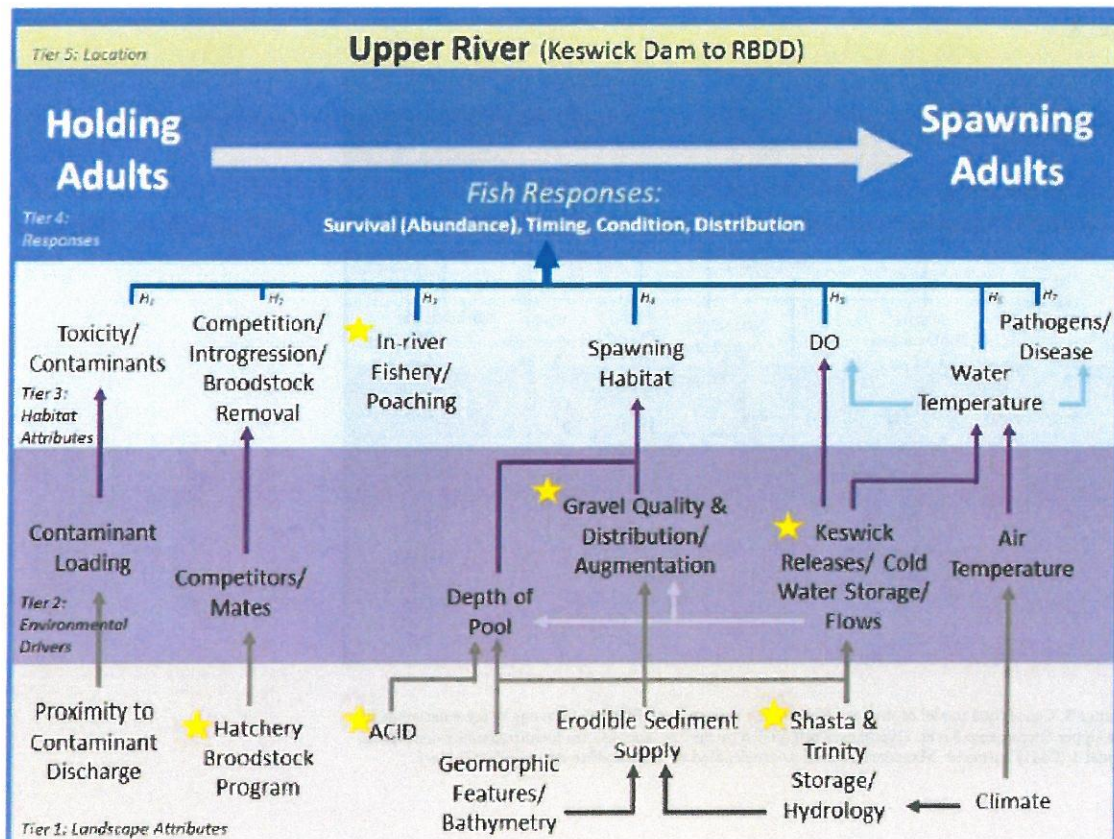 Tier 5: Location
Upper River (Keswick Dam to RBDD)
Holding
Adults
Spawning
Adults
Fish Responses:
Survival (Abundance), Timing, Condition, Distribution
Tier 4:
Responses
H1
H2
H3
H4
H5
H6
H7
Toxicity/
Contaminants
Competition/
Introgression/
Broodstock
Removal
In-river
Fishery/
Poaching
Spawning
Habitat
DO
Water
Temperature
Pathogens/
Disease
Tier 3:
Habitat
Attributes
Contaminant
Loading
Competitors/
Mates
Depth of
Pool
Gravel Quality &
Distribution/
Augmentation
Keswick
Releases/ Cold
Water Storage/
Flows
Air
Temperature
Tier 2:
Environmental
Drivers
Proximity to
Contaminant
Discharge
Hatchery
Broodstock
Program
ACID
Geomorphic
Features/
Bathymetry
Erodible Sediment
Supply
Shasta &
Trinity
Storage/
Hydrology
Climate
Tier 1: Landscape Attributes